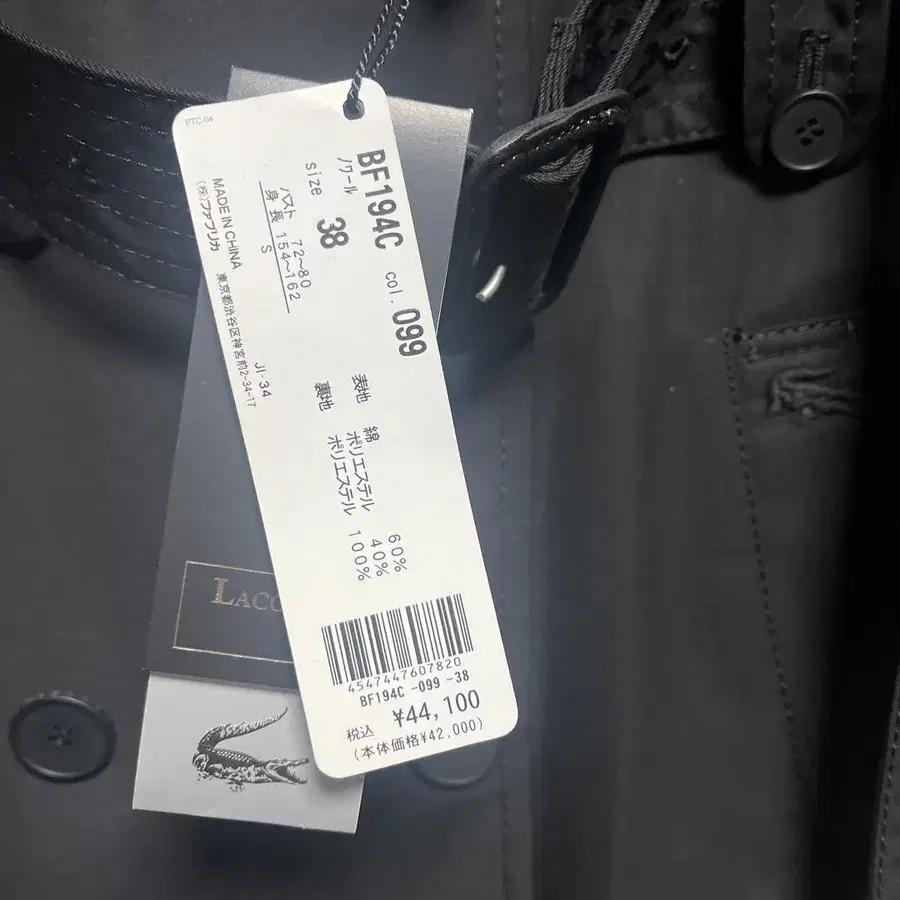 PTC-04
BF194C col. 099
ノワール
size 38
バスト 72~80
身長 154~162
S
MADE IN CHINA
(株)ファブリカ 東京都渋谷区神宮前2-34-17
JI-34
表地 綿 60%
ポリエステル 40%
裏地 ポリエステル 100%
4547447607820
BF194C -099 -38
税込 ¥44,100
(本体価格¥42,000)
LACO